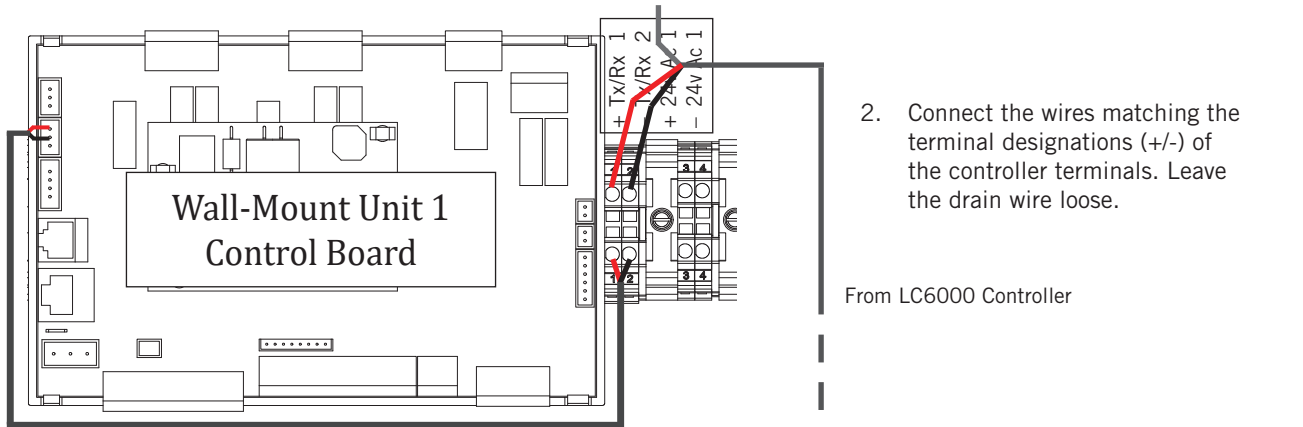 + Tx/Rx 1
Tx/Rx 2
+ 24v Ac 1
– 24v Ac 1
1 2 3 4
Wall-Mount Unit 1
Control Board
1 2 3 4
2. Connect the wires matching the
terminal designations (+/-) of
the controller terminals. Leave
the drain wire loose.
From LC6000 Controller